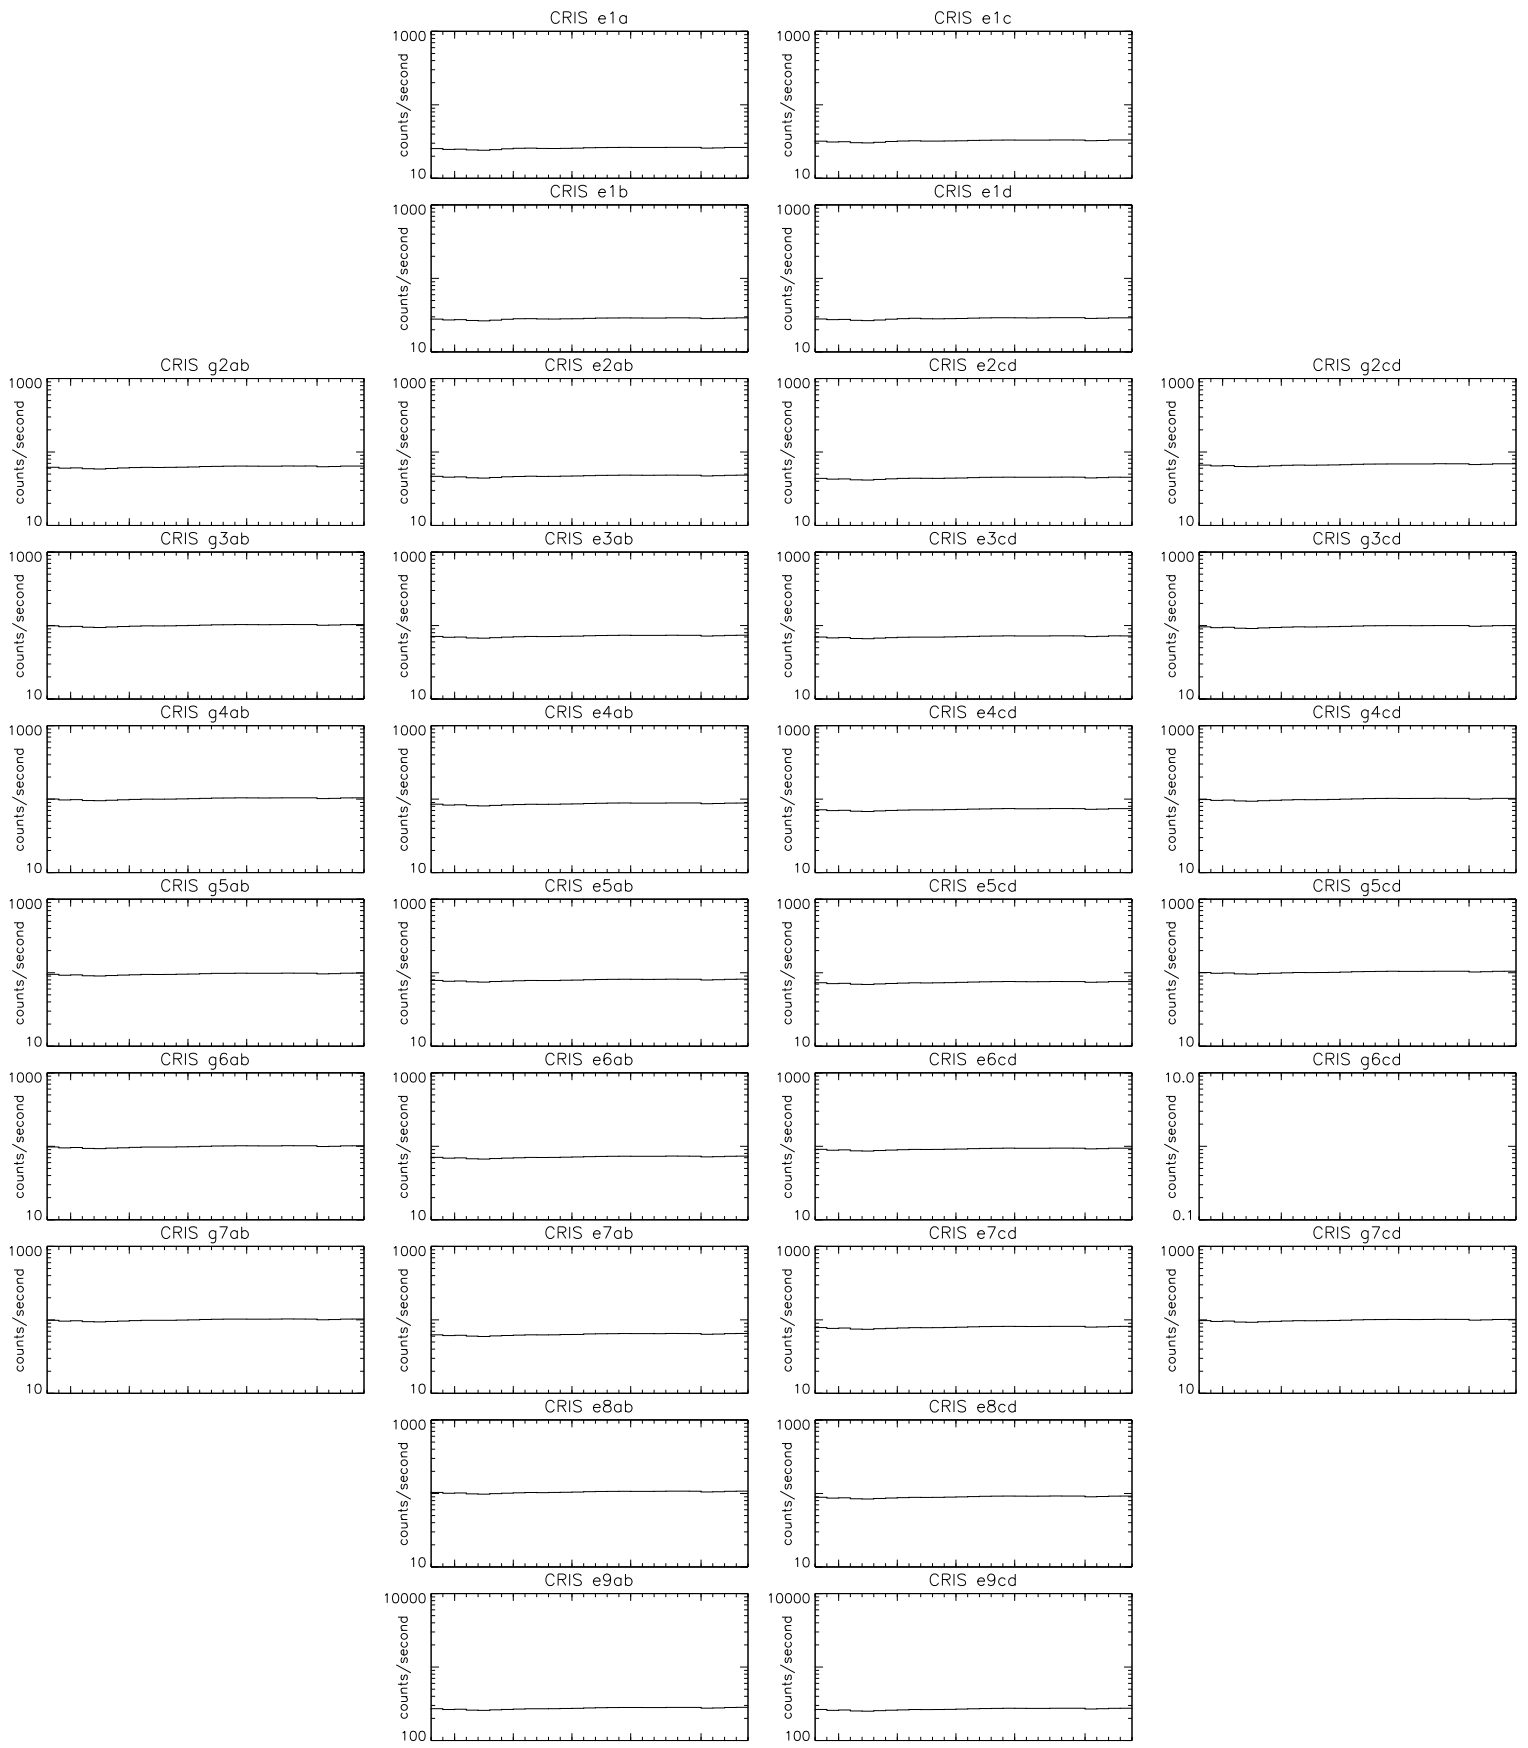 CRIS e1a
1000
counts/second
10
CRIS e1c
1000
counts/second
10
CRIS e1b
1000
counts/second
10
CRIS e1d
1000
counts/second
10
CRIS g2ab
1000
counts/second
10
CRIS e2ab
1000
counts/second
10
CRIS e2cd
1000
counts/second
10
CRIS g2cd
1000
counts/second
10
CRIS g3ab
1000
counts/second
10
CRIS e3ab
1000
counts/second
10
CRIS e3cd
1000
counts/second
10
CRIS g3cd
1000
counts/second
10
CRIS g4ab
1000
counts/second
10
CRIS e4ab
1000
counts/second
10
CRIS e4cd
1000
counts/second
10
CRIS g4cd
1000
counts/second
10
CRIS g5ab
1000
counts/second
10
CRIS e5ab
1000
counts/second
10
CRIS e5cd
1000
counts/second
10
CRIS g5cd
1000
counts/second
10
CRIS g6ab
1000
counts/second
10
CRIS e6ab
1000
counts/second
10
CRIS e6cd
1000
counts/second
10
CRIS g6cd
10.0
counts/second
0.1
CRIS g7ab
1000
counts/second
10
CRIS e7ab
1000
counts/second
10
CRIS e7cd
1000
counts/second
10
CRIS g7cd
1000
counts/second
10
CRIS e8ab
1000
counts/second
10
CRIS e8cd
1000
counts/second
10
CRIS e9ab
10000
counts/second
100
CRIS e9cd
10000
counts/second
100